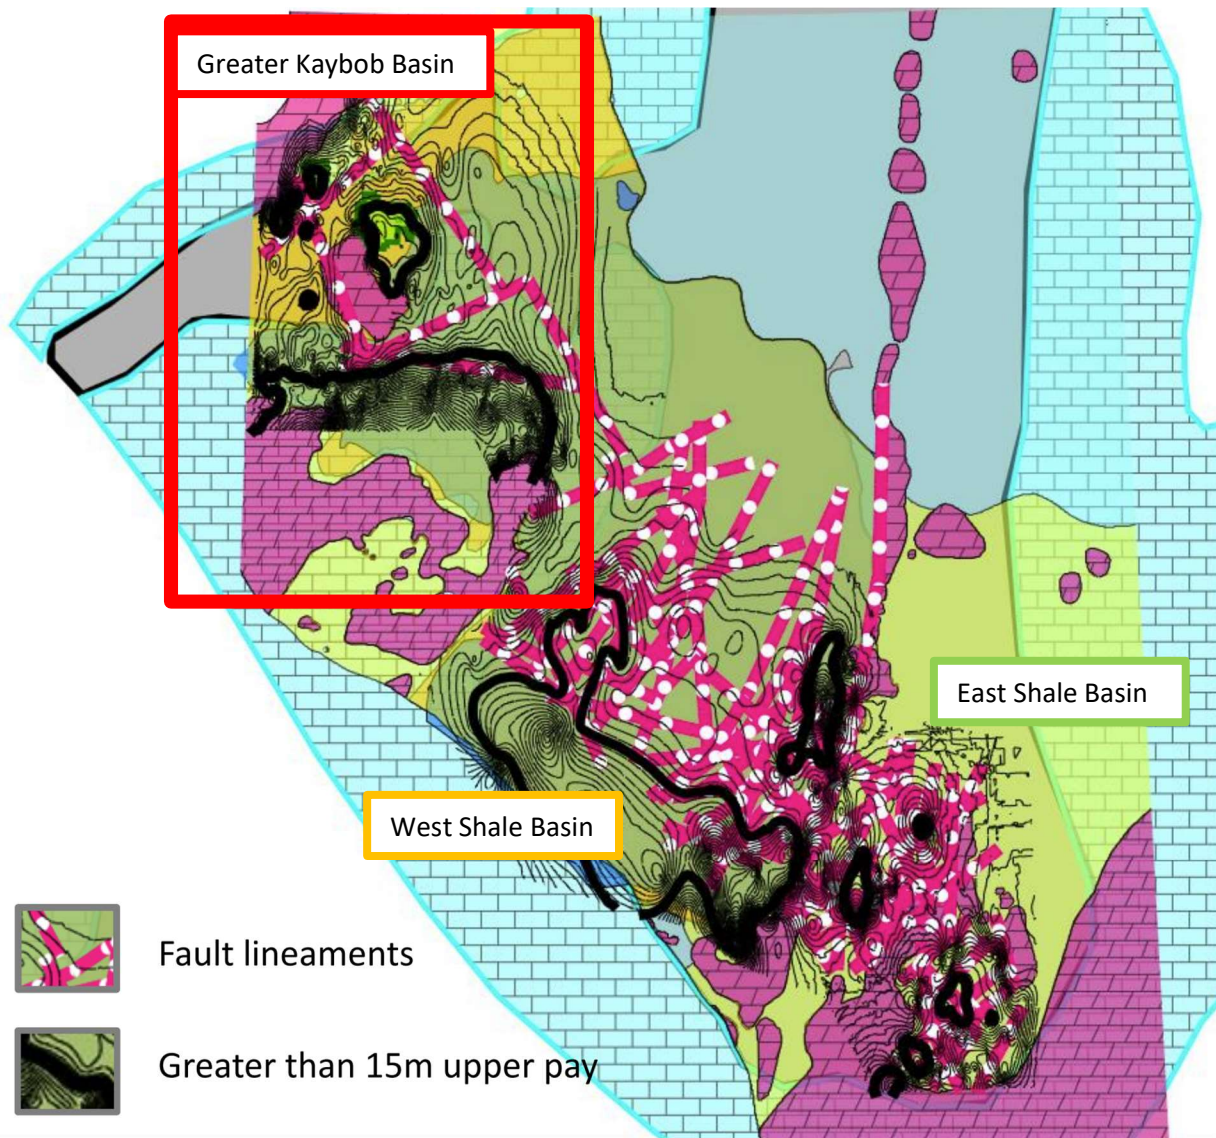 Greater Kaybob Basin
East Shale Basin
West Shale Basin
Fault lineaments
Greater than 15m upper pay